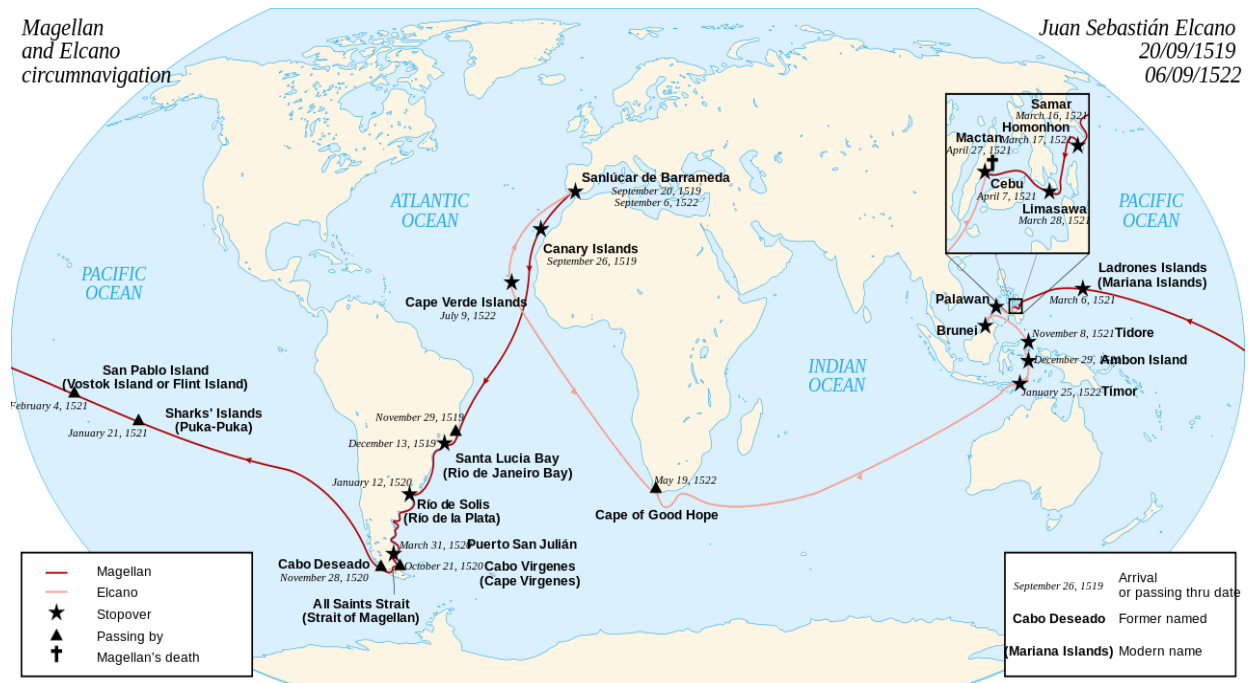 Magellan
and Elcano
circumnavigation
Juan Sebastián Elcano
20/09/1519
06/09/1522
Samar
March 16, 1521
Homonhon
March 17, 1521
Mactan
April 27, 1521
Cebu
April 7, 1521
Limasawa
March 28, 1521
Sanlúcar de Barrameda
September 20, 1519
September 6, 1522
ATLANTIC
OCEAN
PACIFIC
OCEAN
Canary Islands
September 26, 1519
PACIFIC
OCEAN
Ladrones Islands
(Mariana Islands)
March 6, 1521
Cape Verde Islands
July 9, 1522
Palawan
Brunei
November 8, 1521
Tidore
December 29,
Ambon Island
INDIAN
OCEAN
January 25, 1522
Timor
San Pablo Island
(Vostok Island or Flint Island)
February 4, 1521
Sharks' Islands
(Puka-Puka)
January 21, 1521
November 29, 1519
December 13, 1519
Santa Lucia Bay
(Rio de Janeiro Bay)
January 12, 1520
Río de Solis
(Río de la Plata)
May 19, 1522
Cape of Good Hope
March 31, 1520
Puerto San Julián
Cabo Deseado
November 28, 1520
October 21, 1520
Cabo Virgenes
(Cape Virgenes)
All Saints Strait
(Strait of Magellan)
Magellan
Elcano
Stopover
Passing by
Magellan's death
September 26, 1519
Arrival
or passing thru date
Cabo Deseado
Former named
(Mariana Islands)
Modern name